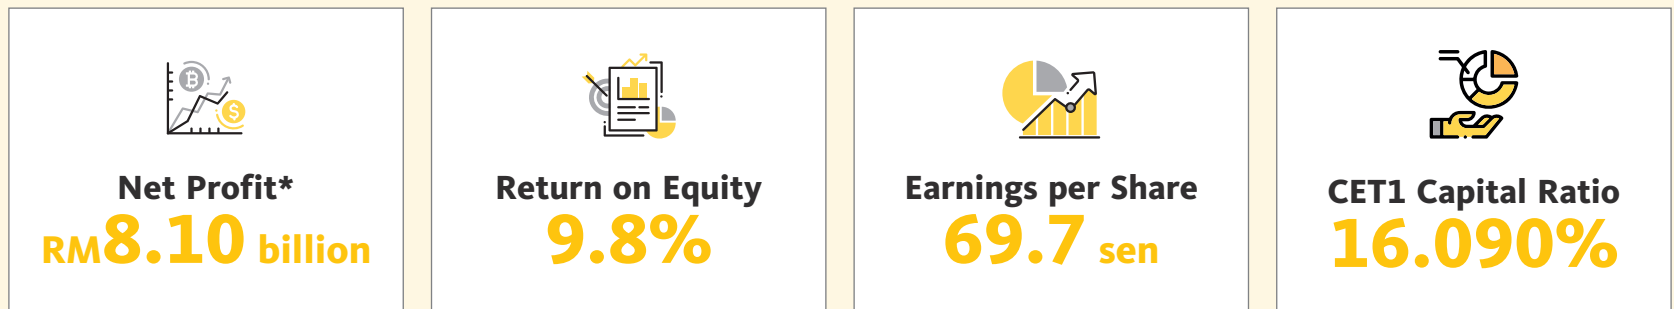 Net Profit*
RM8.10 billion
Return on Equity
9.8%
Earnings per Share
69.7 sen
CET1 Capital Ratio
16.090%